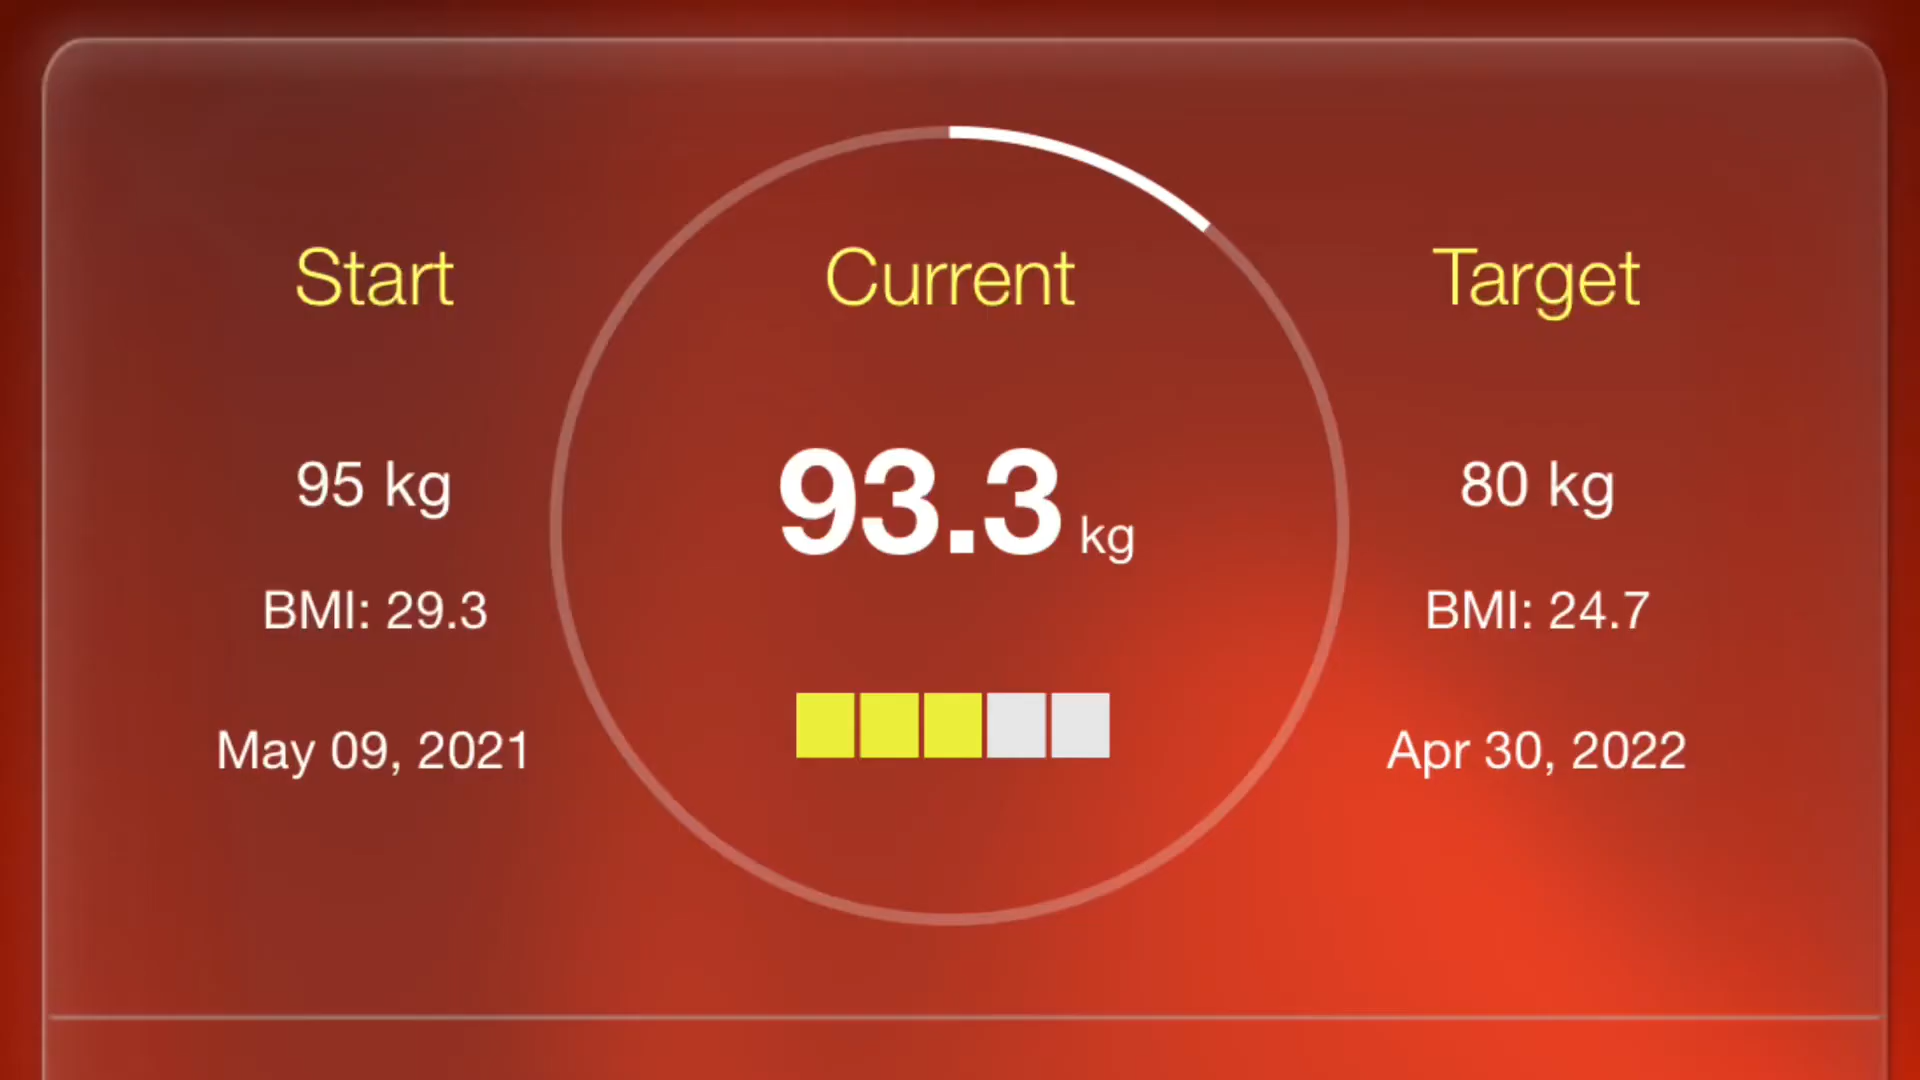 Start
Current
Target
95 kg
93.3 kg
80 kg
BMI: 29.3
BMI: 24.7
May 09, 2021
Apr 30, 2022